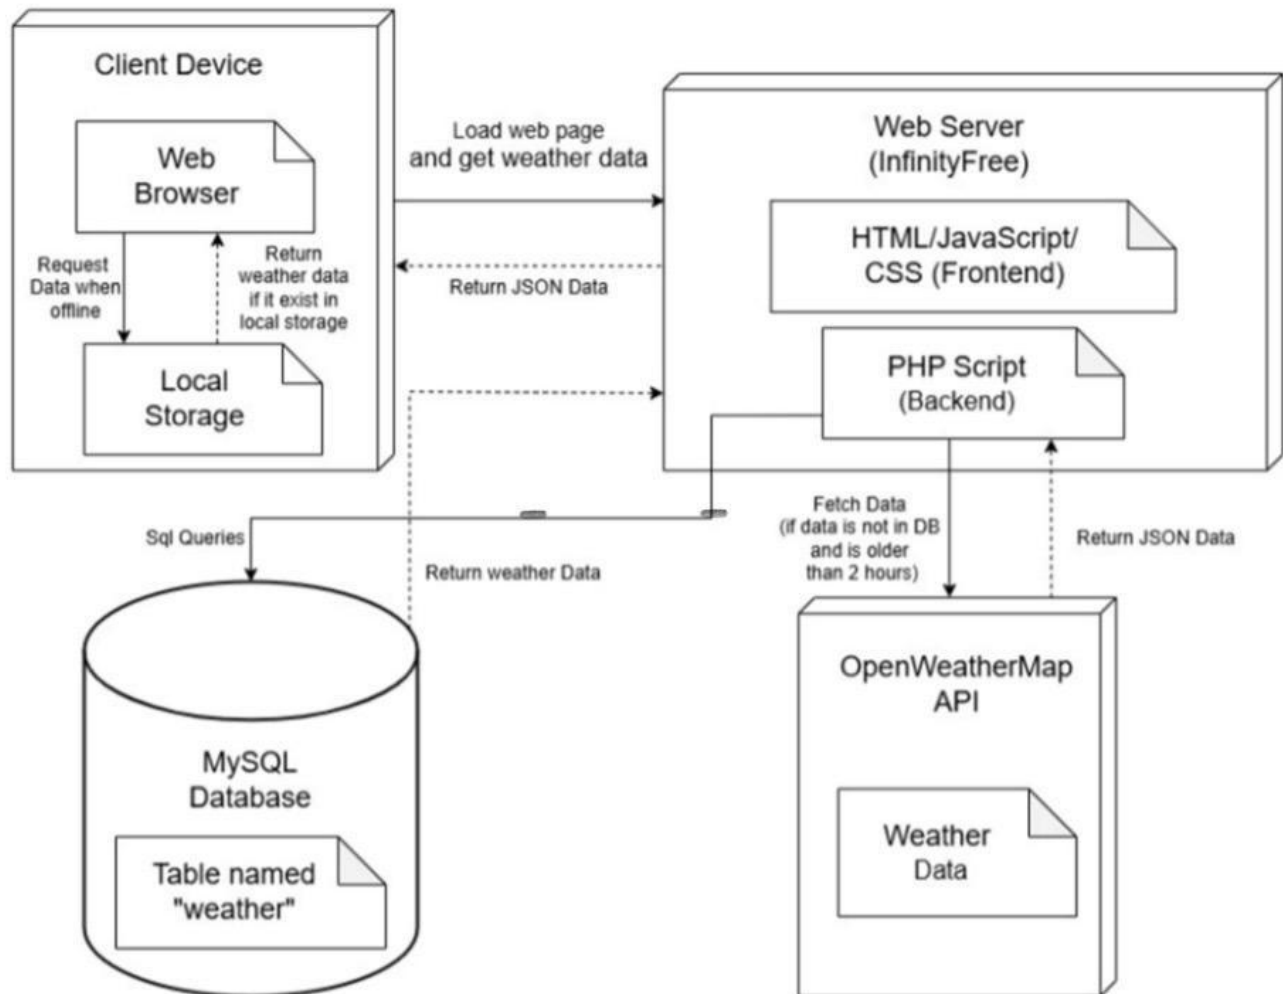 Client Device
Web
Browser
Request
Data when
offline
Return
weather data
if it exist in
local storage
Local
Storage
Load web page
and get weather data
Return JSON Data
Web Server
(InfinityFree)
HTML/JavaScript/
CSS (Frontend)
PHP Script
(Backend)
Sql Queries
Return weather Data
Fetch Data
(if data is not in DB
and is older
than 2 hours)
Return JSON Data
MySQL
Database
Table named
"weather"
OpenWeatherMap
API
Weather
Data